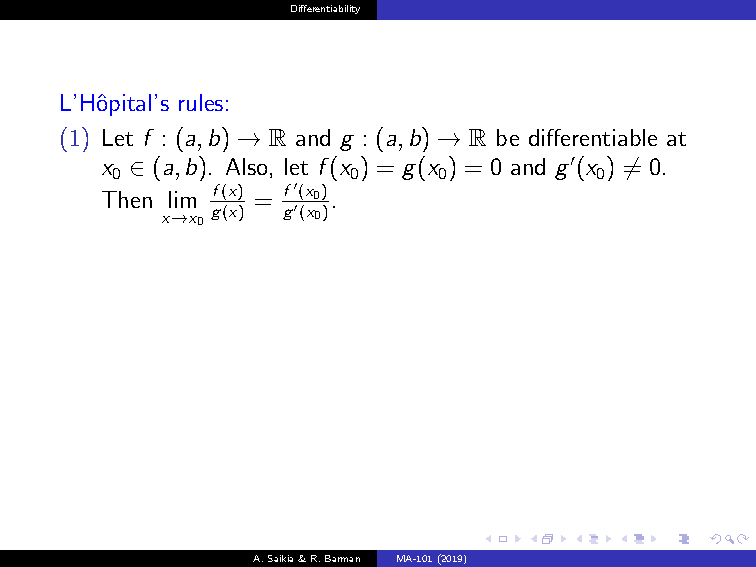 Differentiability
L'Hôpital's rules:
(1) Let f : (a, b) → ℝ and g : (a, b) → ℝ be differentiable at
x₀ ∈ (a, b). Also, let f(x₀) = g(x₀) = 0 and g′(x₀) ≠ 0.
Then lim_{x→x₀} f(x)/g(x) = f′(x₀)/g′(x₀).
A. Saikia & R. Barman MA-101 (2019)